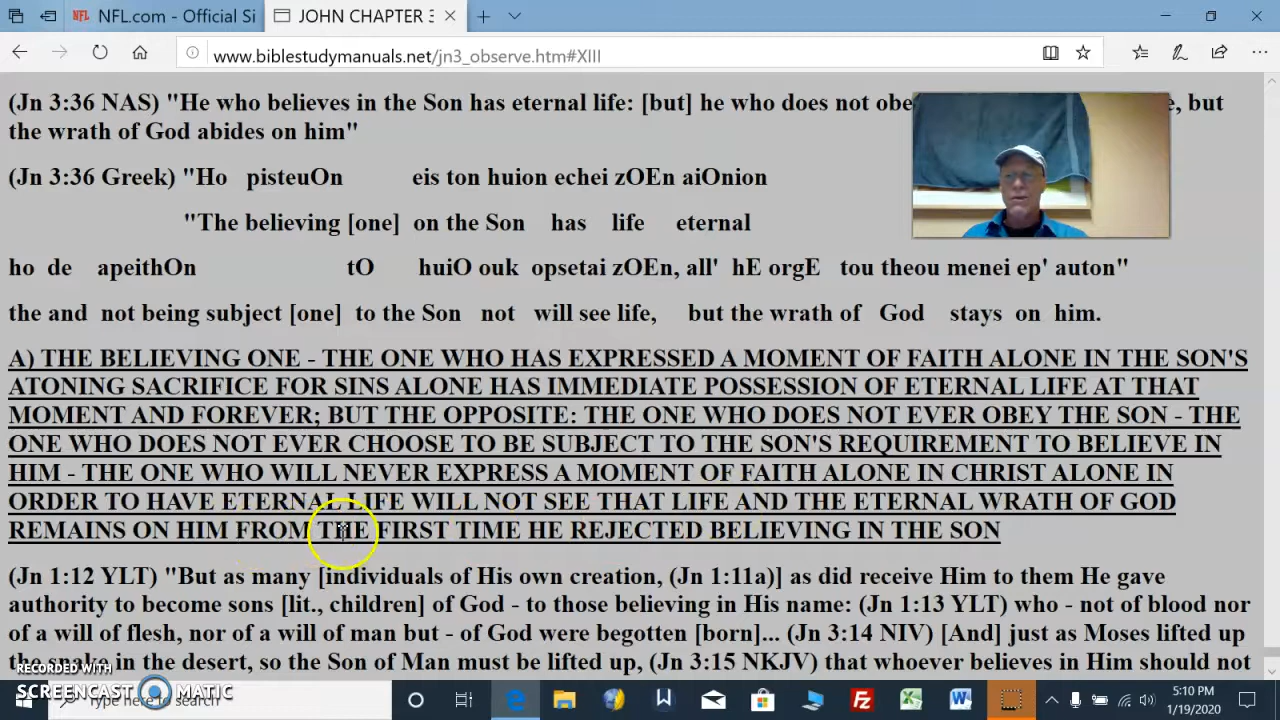 NFL.com - Official Si
JOHN CHAPTER 3
www.biblestudymanuals.net/jn3_observe.htm#XIII
(Jn 3:36 NAS) "He who believes in the Son has eternal life: [but] he who does not obe e, but
the wrath of God abides on him"
(Jn 3:36 Greek) "Ho pisteuOn eis ton huion echei zOEn aiOnion
"The believing [one] on the Son has life eternal
ho de apeithOn tO huiO ouk opsetai zOEn, all' hE orgE tou theou menei ep' auton"
the and not being subject [one] to the Son not will see life, but the wrath of God stays on him.
A) THE BELIEVING ONE - THE ONE WHO HAS EXPRESSED A MOMENT OF FAITH ALONE IN THE SON'S
ATONING SACRIFICE FOR SINS ALONE HAS IMMEDIATE POSSESSION OF ETERNAL LIFE AT THAT
MOMENT AND FOREVER; BUT THE OPPOSITE: THE ONE WHO DOES NOT EVER OBEY THE SON - THE
ONE WHO DOES NOT EVER CHOOSE TO BE SUBJECT TO THE SON'S REQUIREMENT TO BELIEVE IN
HIM - THE ONE WHO WILL NEVER EXPRESS A MOMENT OF FAITH ALONE IN CHRIST ALONE IN
ORDER TO HAVE ETERNAL LIFE WILL NOT SEE THAT LIFE AND THE ETERNAL WRATH OF GOD
REMAINS ON HIM FROM THE FIRST TIME HE REJECTED BELIEVING IN THE SON
(Jn 1:12 YLT) "But as many [individuals of His own creation, (Jn 1:11a)] as did receive Him to them He gave
authority to become sons [lit., children] of God - to those believing in His name: (Jn 1:13 YLT) who - not of blood nor
of a will of flesh, nor of a will of man but - of God were begotten [born]... (Jn 3:14 NIV) [And] just as Moses lifted up
in the desert, so the Son of Man must be lifted up, (Jn 3:15 NKJV) that whoever believes in Him should not
RECORDED WITH
SCREENCAST MATIC
Type here to search
5:10 PM
1/19/2020